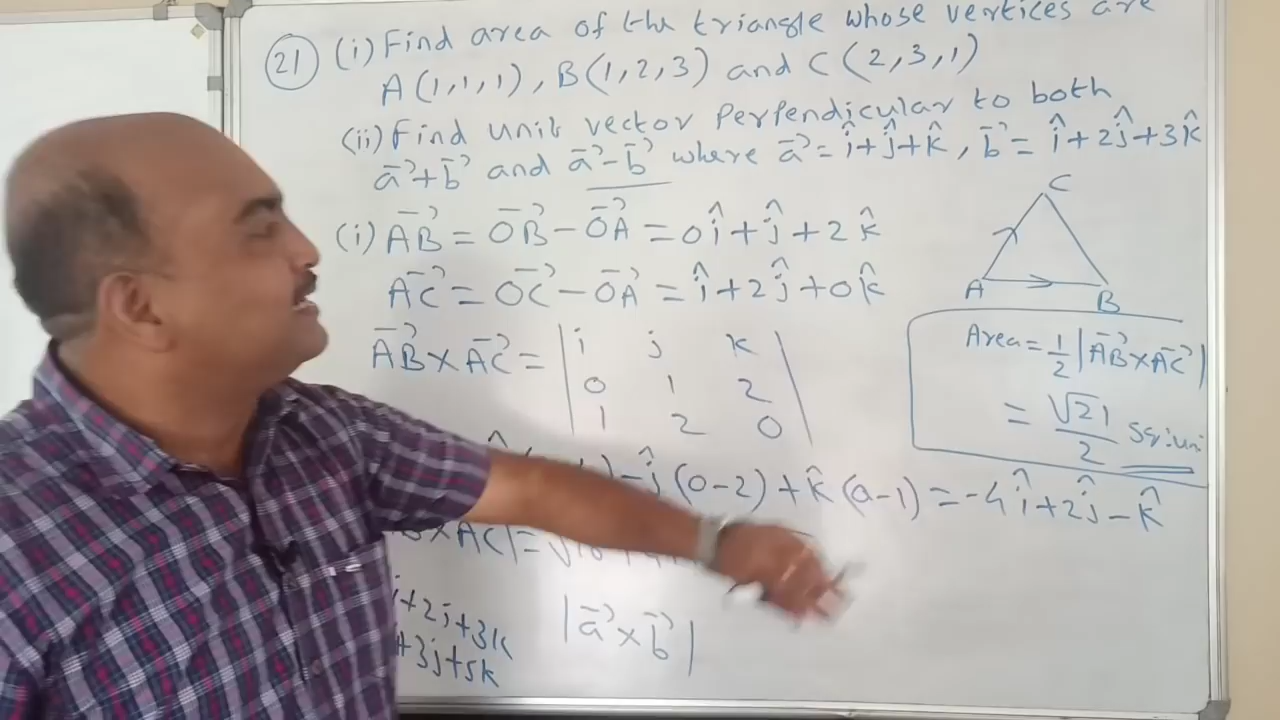 21 (i) Find area of the triangle whose vertices are
A(1,1,1), B(1,2,3) and C(2,3,1)
(ii) Find unit vector perpendicular to both
a⃗+b⃗ and a⃗-b⃗ where a⃗ = î+ĵ+k̂, b⃗ = î+2ĵ+3k̂
(i) AB⃗ = OB⃗ - OA⃗ = 0î+ĵ+2k̂
AC⃗ = OC⃗ - OA⃗ = î+2ĵ+0k̂
C
A B
AB⃗ × AC⃗ = | i j k
0 1 2
1 2 0 |
Area = 1/2 |AB⃗ × AC⃗|
= √21/2 sq. un
-ĵ(0-2)+k̂(0-1) = -4î+2ĵ-k̂
×AC| = √16+4
i+2j+3k
+3j+5k
|a⃗ × b⃗|